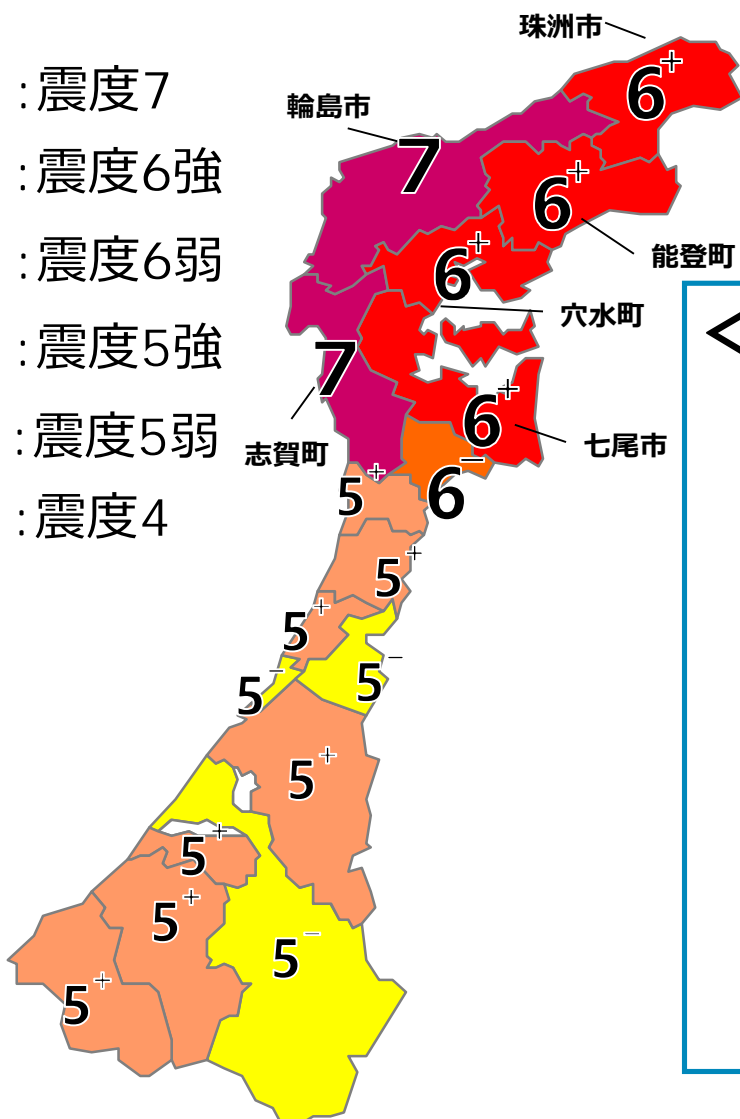 :震度7
:震度6強
:震度6弱
:震度5強
:震度5弱
:震度4
珠洲市
6+
輪島市
7
6+
能登町
6+
穴水町
7
志賀町
6+
七尾市
6−
5+
5+
5+
5−
5−
5+
5+
5+
5−
5+
<